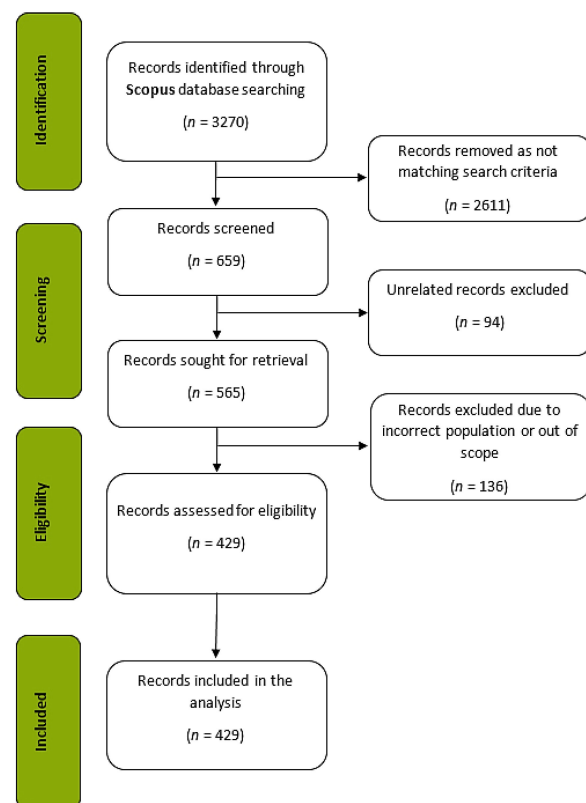 Identification
Records identified through
Scopus database searching
(n = 3270)
Records removed as not
matching search criteria
(n = 2611)
Screening
Records screened
(n = 659)
Unrelated records excluded
(n = 94)
Records sought for retrieval
(n = 565)
Records excluded due to
incorrect population or out of
scope
(n = 136)
Eligibility
Records assessed for eligibility
(n = 429)
Included
Records included in the
analysis
(n = 429)